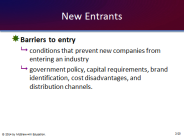 New Entrants
Barriers to entry
conditions that prevent new companies from
entering an industry
government policy, capital requirements, brand
identification, cost disadvantages, and
distribution channels.